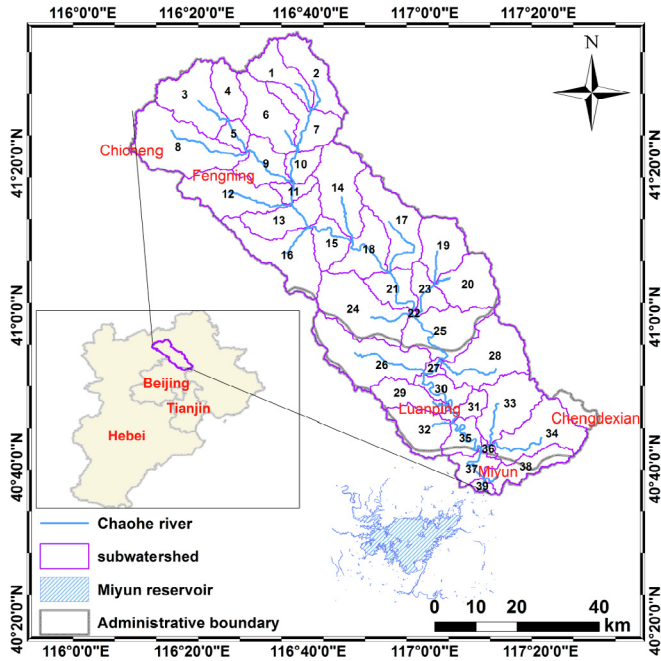 116°0'0"E 116°20'0"E 116°40'0"E 117°0'0"E 117°20'0"E
N
41°20'0"N 41°20'0"N
41°0'0"N 41°0'0"N
40°40'0"N 40°40'0"N
40°20'0"N 40°20'0"N
1 2
3 4
6
5 7
8
Chicheng
9 10
Fengning
11 14
12
13 17
15 18 19
16
21 23 20
24 22
25
26 27 28
29 30
Luanping 31 33
Chengdexian
32 35 36 34
37 Miyun 38
39
Beijing
Tianjin
Hebei
Chaohe river
subwatershed
Miyun reservoir
Administrative boundary
0 10 20 40
km
116°0'0"E 116°20'0"E 116°40'0"E 117°0'0"E 117°20'0"E